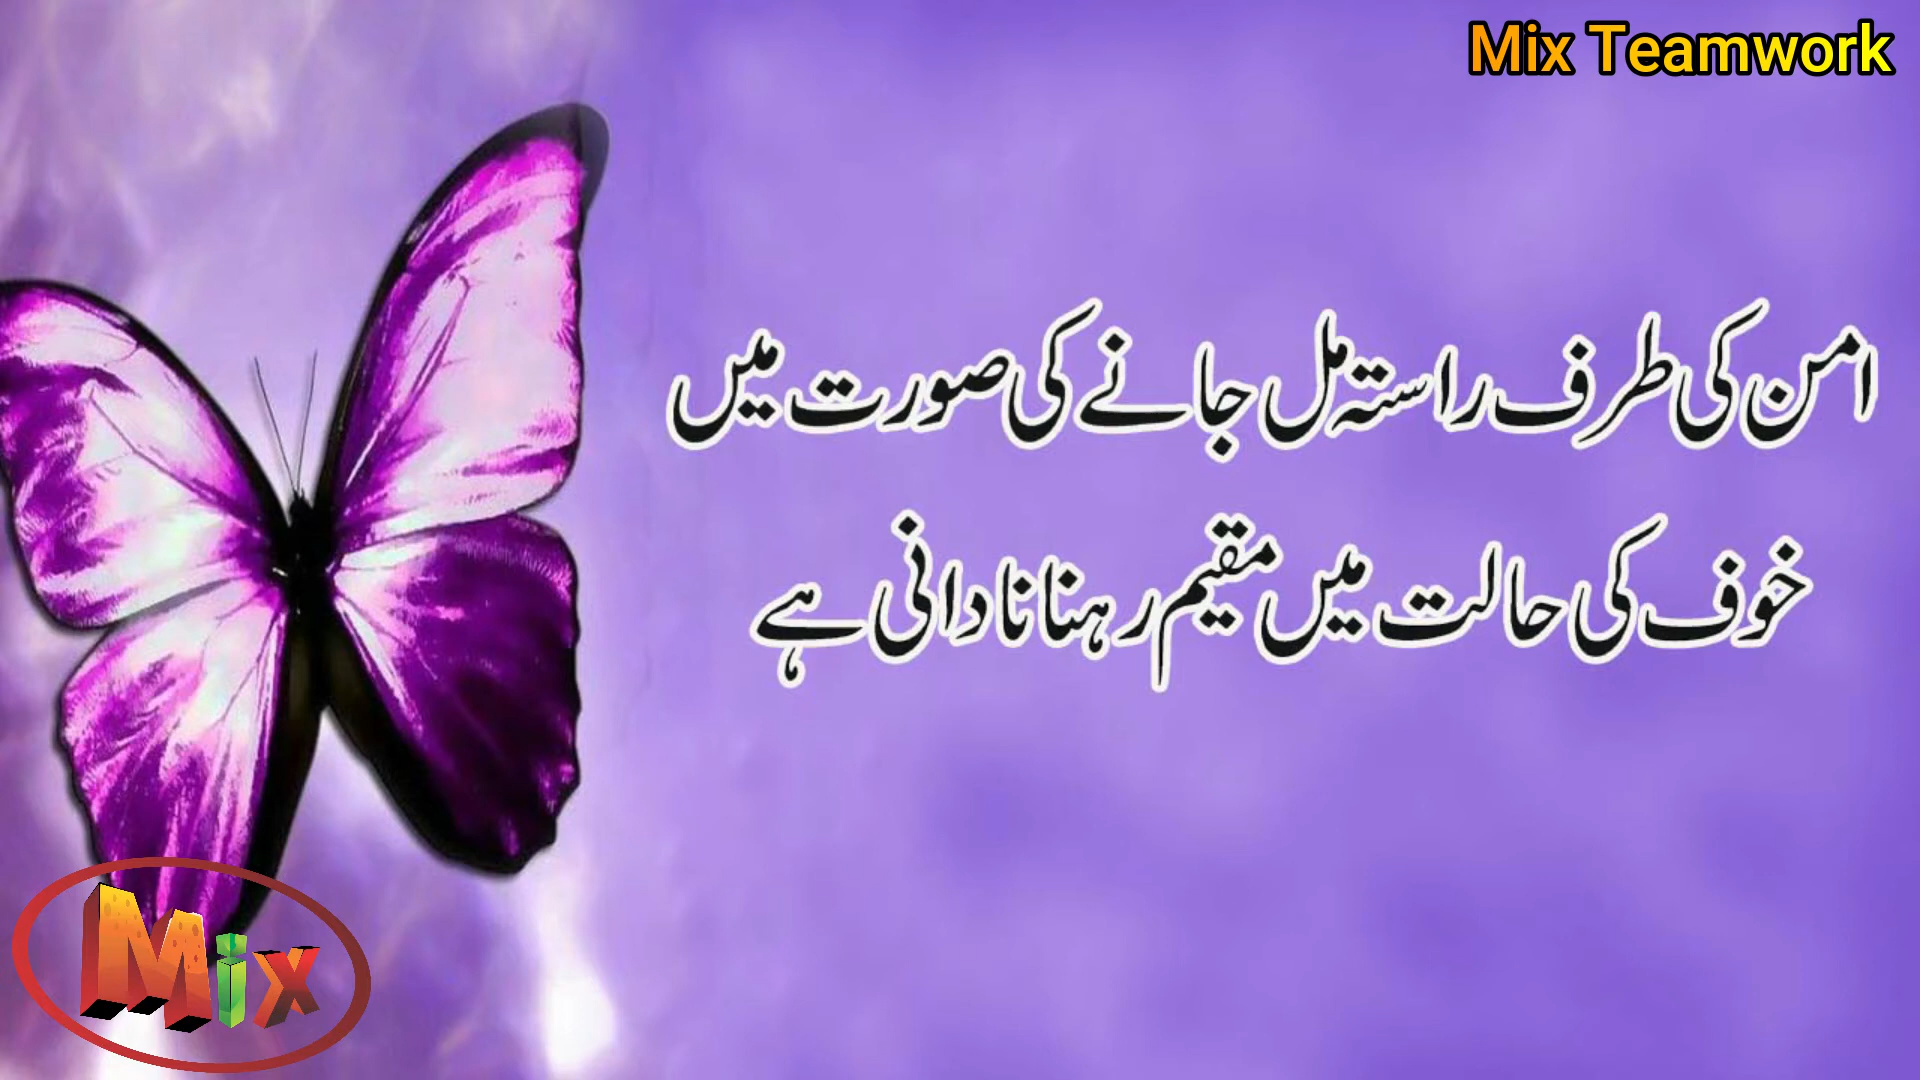 Mix Teamwork
امن کی طرف راستہ مل جانے کی صورت میں
خوف کی حالت میں مقیم رہنا نادانی ہے
Mix